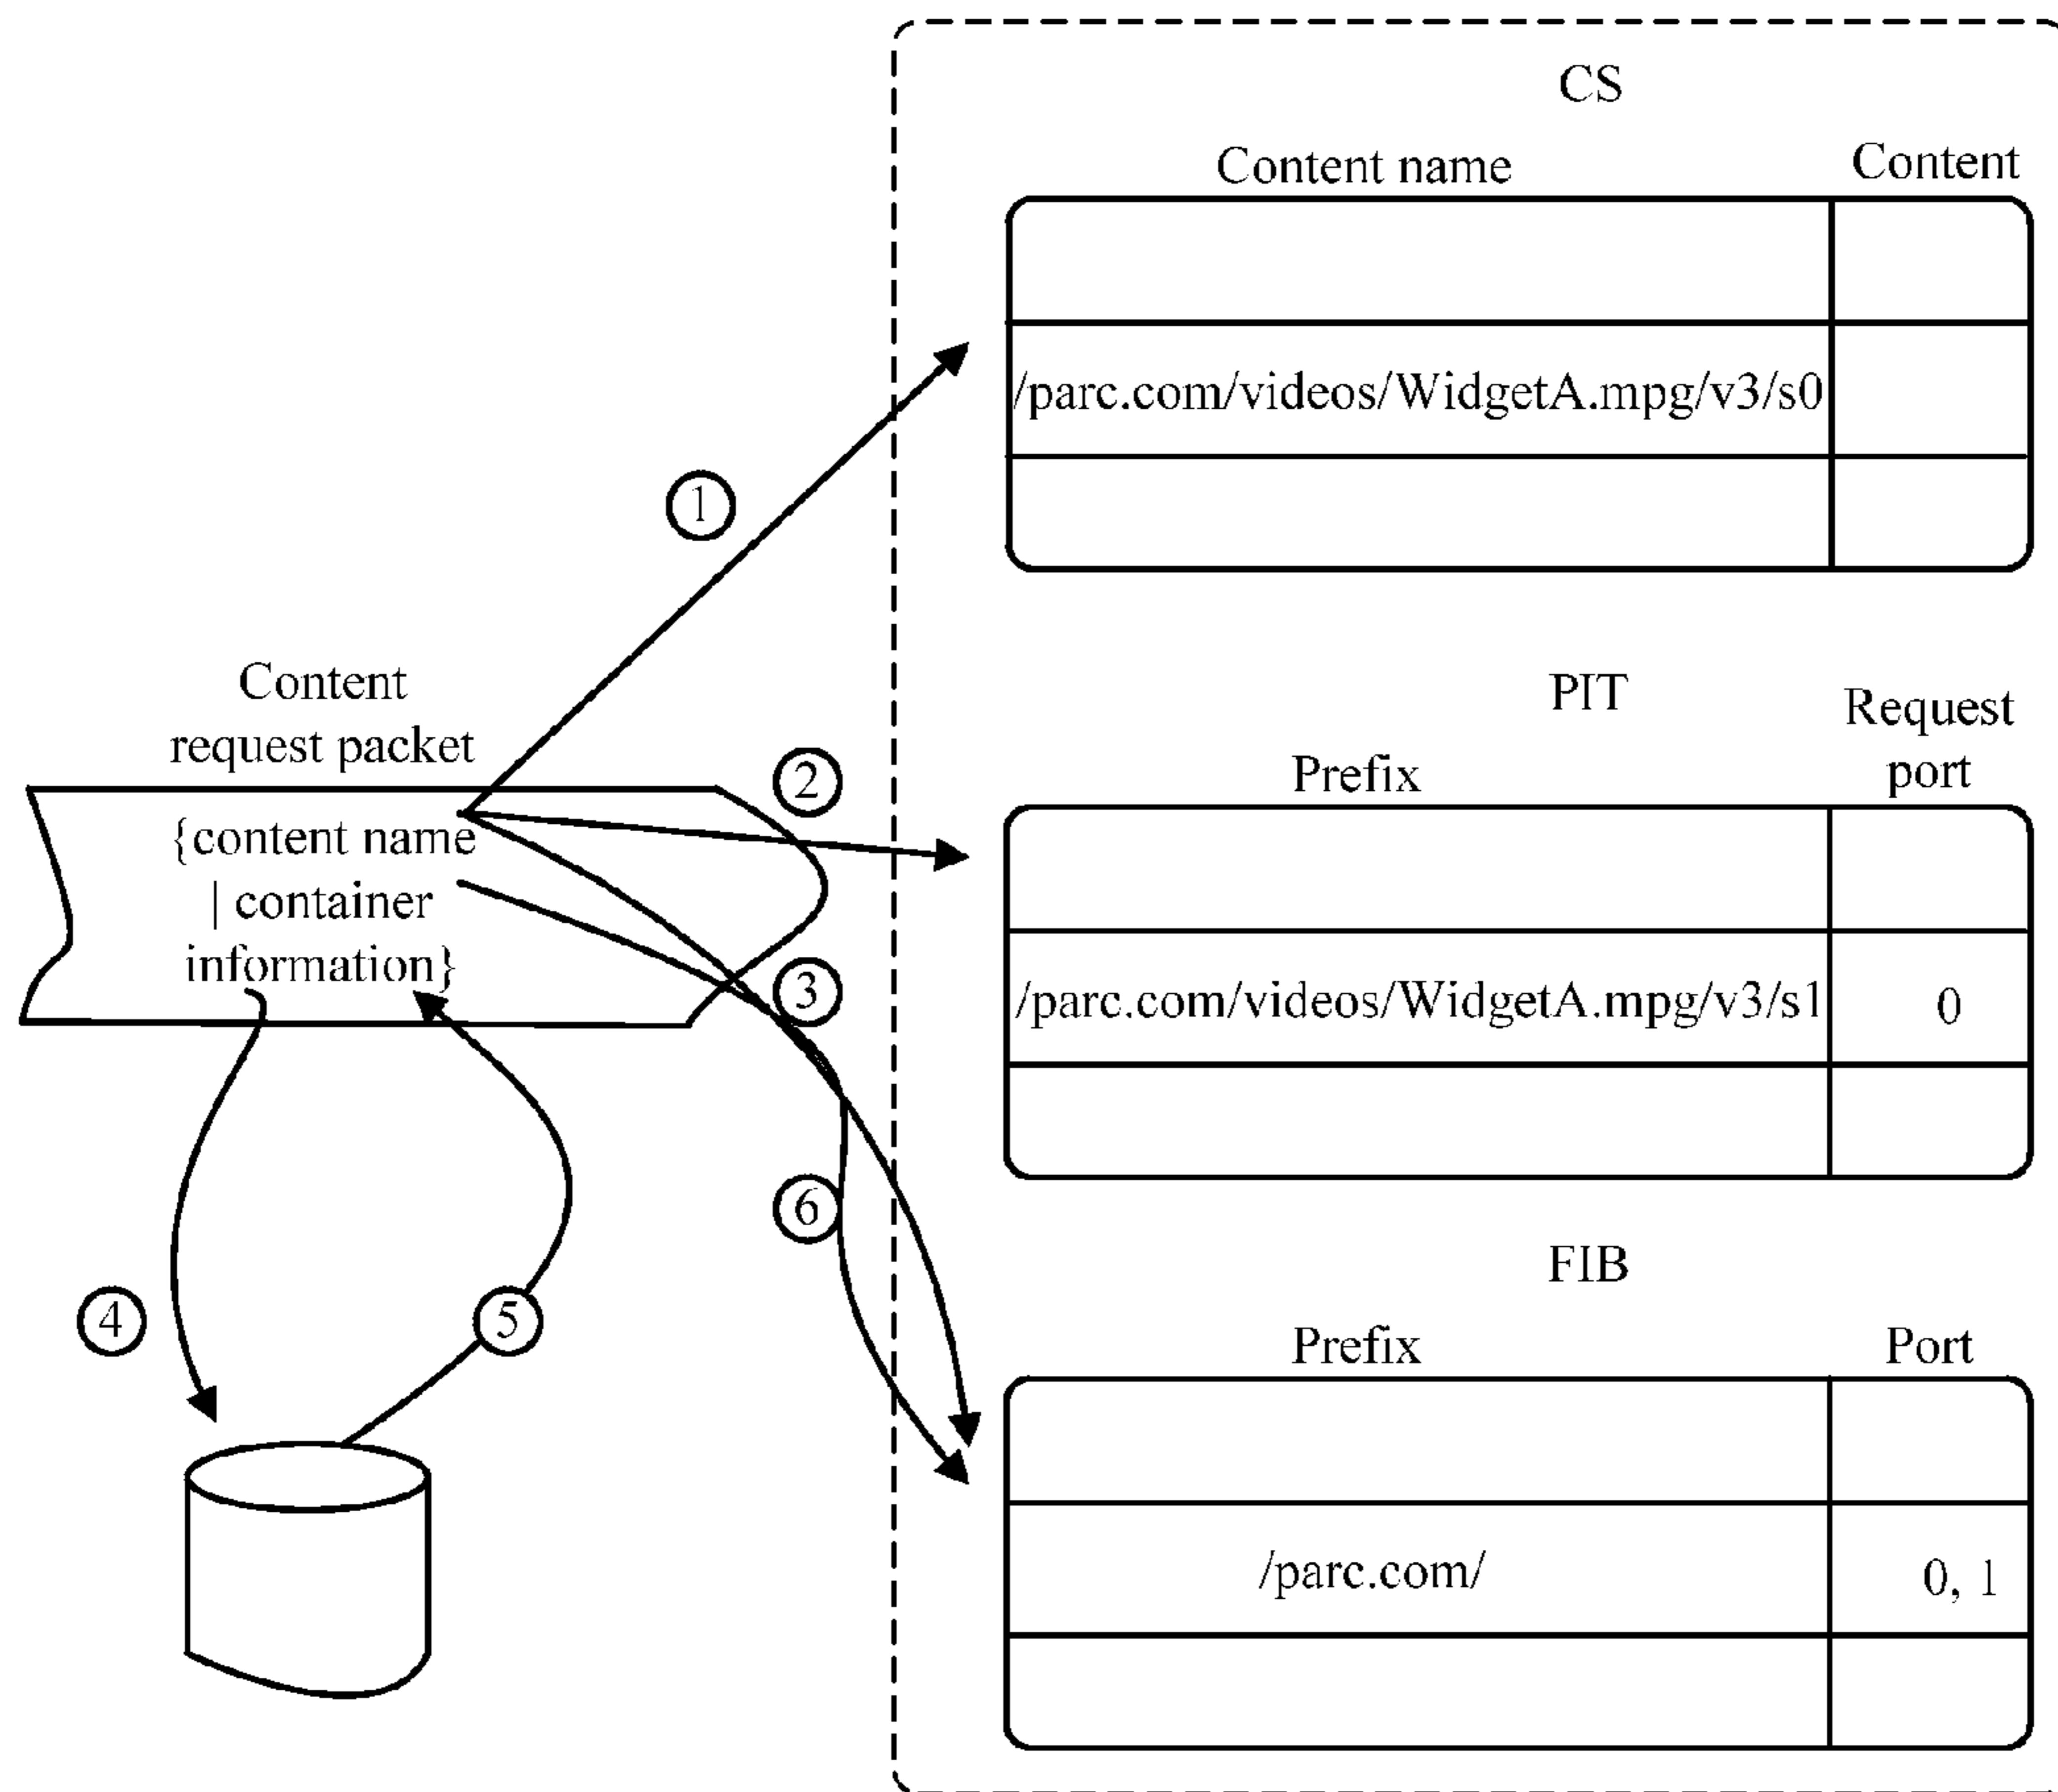 CS
Content name
Content
/parc.com/videos/WidgetA.mpg/v3/s0
1
Content
request packet
{content name
| container
information}
2
3
4
5
6
PIT
Prefix
Request
port
/parc.com/videos/WidgetA.mpg/v3/s1
0
FIB
Prefix
Port
/parc.com/
0, 1